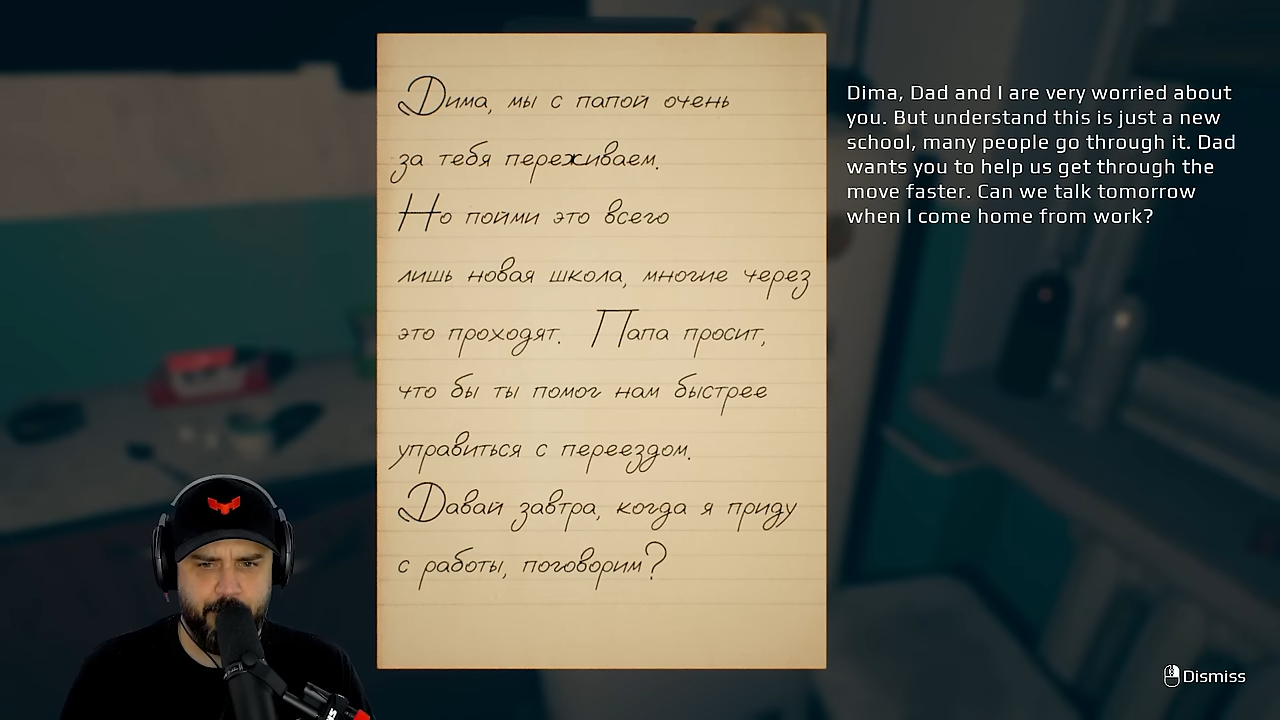 Дима, мы с папой очень
за тебя переживаем.
Но пойми это всего
лишь новая школа, многие через
это проходят. Папа просит,
что бы ты помог нам быстрее
управиться с переездом.
Давай завтра, когда я приду
с работы, поговорим?
Dima, Dad and I are very worried about
you. But understand this is just a new
school, many people go through it. Dad
wants you to help us get through the
move faster. Can we talk tomorrow
when I come home from work?
Dismiss